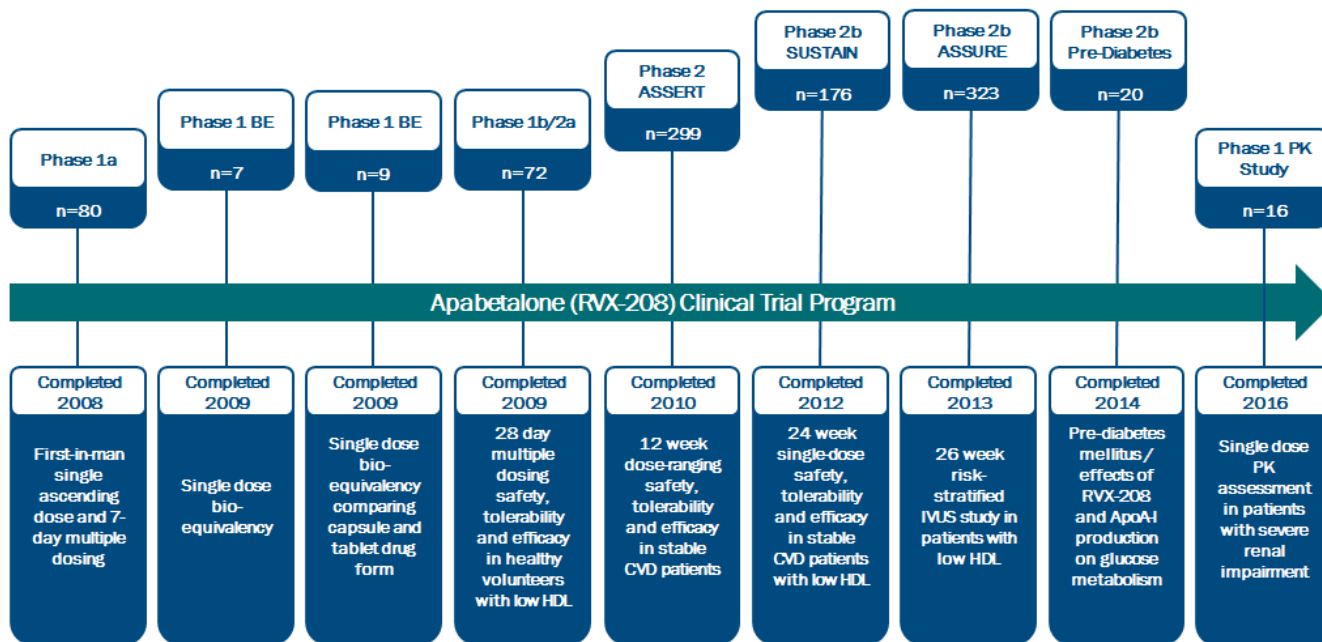 Phase 1a
n=80
Phase 1 BE
n=7
Phase 1 BE
n=9
Phase 1b/2a
n=72
Phase 2
ASSERT
n=299
Phase 2b
SUSTAIN
n=176
Phase 2b
ASSURE
n=323
Phase 2b
Pre-Diabetes
n=20
Phase 1 PK
Study
n=16
Apabetalone (RVX-208) Clinical Trial Program
Completed
2008
First-in-man
single
ascending
dose and 7-
day multiple
dosing
Completed
2009
Single dose
bio-
equivalency
Completed
2009
Single dose
bio-
equivalency
comparing
capsule and
tablet drug
form
Completed
2009
28 day
multiple
dosing
safety,
tolerability
and efficacy
in healthy
volunteers
with low HDL
Completed
2010
12 week
dose-ranging
safety,
tolerability
and efficacy
in stable
CVD patients
Completed
2012
24 week
single-dose
safety,
tolerability
and efficacy
in stable
CVD patients
with low HDL
Completed
2013
26 week
risk-
stratified
IVUS study in
patients with
low HDL
Completed
2014
Pre-diabetes
mellitus /
effects of
RVX-208
and ApoA-I
production
on glucose
metabolism
Completed
2016
Single dose
PK
assessment
in patients
with severe
renal
impairment